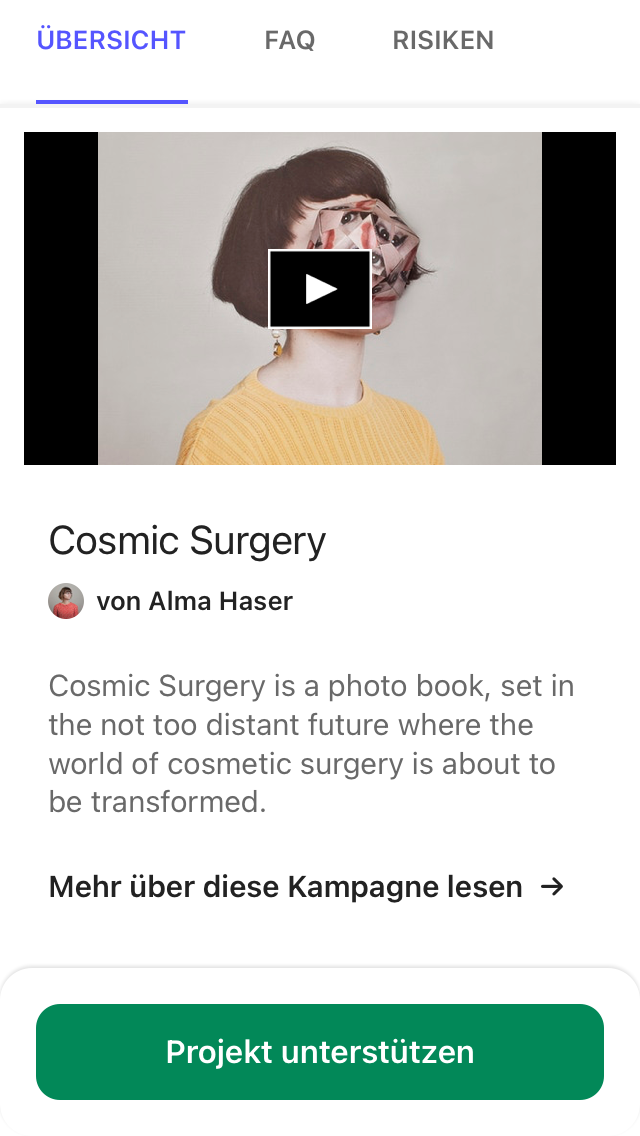 ÜBERSICHT FAQ RISIKEN
Cosmic Surgery
von Alma Haser
Cosmic Surgery is a photo book, set in
the not too distant future where the
world of cosmetic surgery is about to
be transformed.
Mehr über diese Kampagne lesen →
Projekt unterstützen